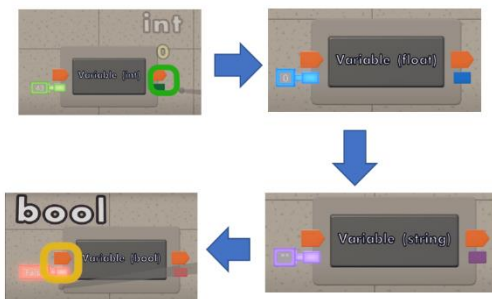 int
0
Variable (int)
Variable (float)
0
Variable (string)
""
bool
Variable (bool)